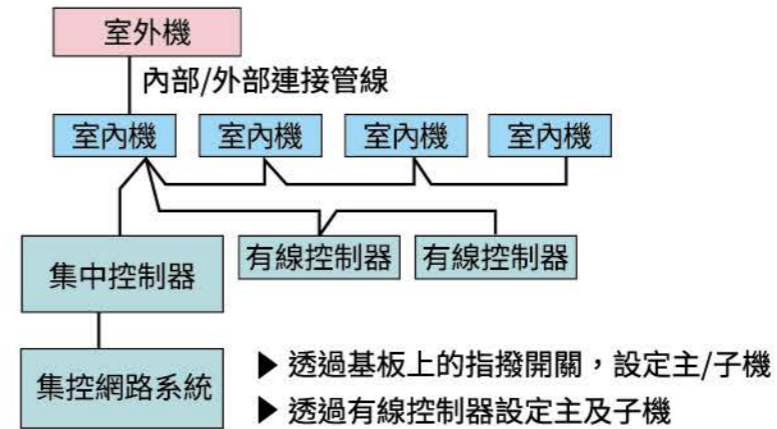 室外機
內部/外部連接管線
室內機 室內機 室內機 室內機
集中控制器
有線控制器 有線控制器
集控網路系統
▶ 透過基板上的指撥開關，設定主/子機
▶ 透過有線控制器設定主及子機